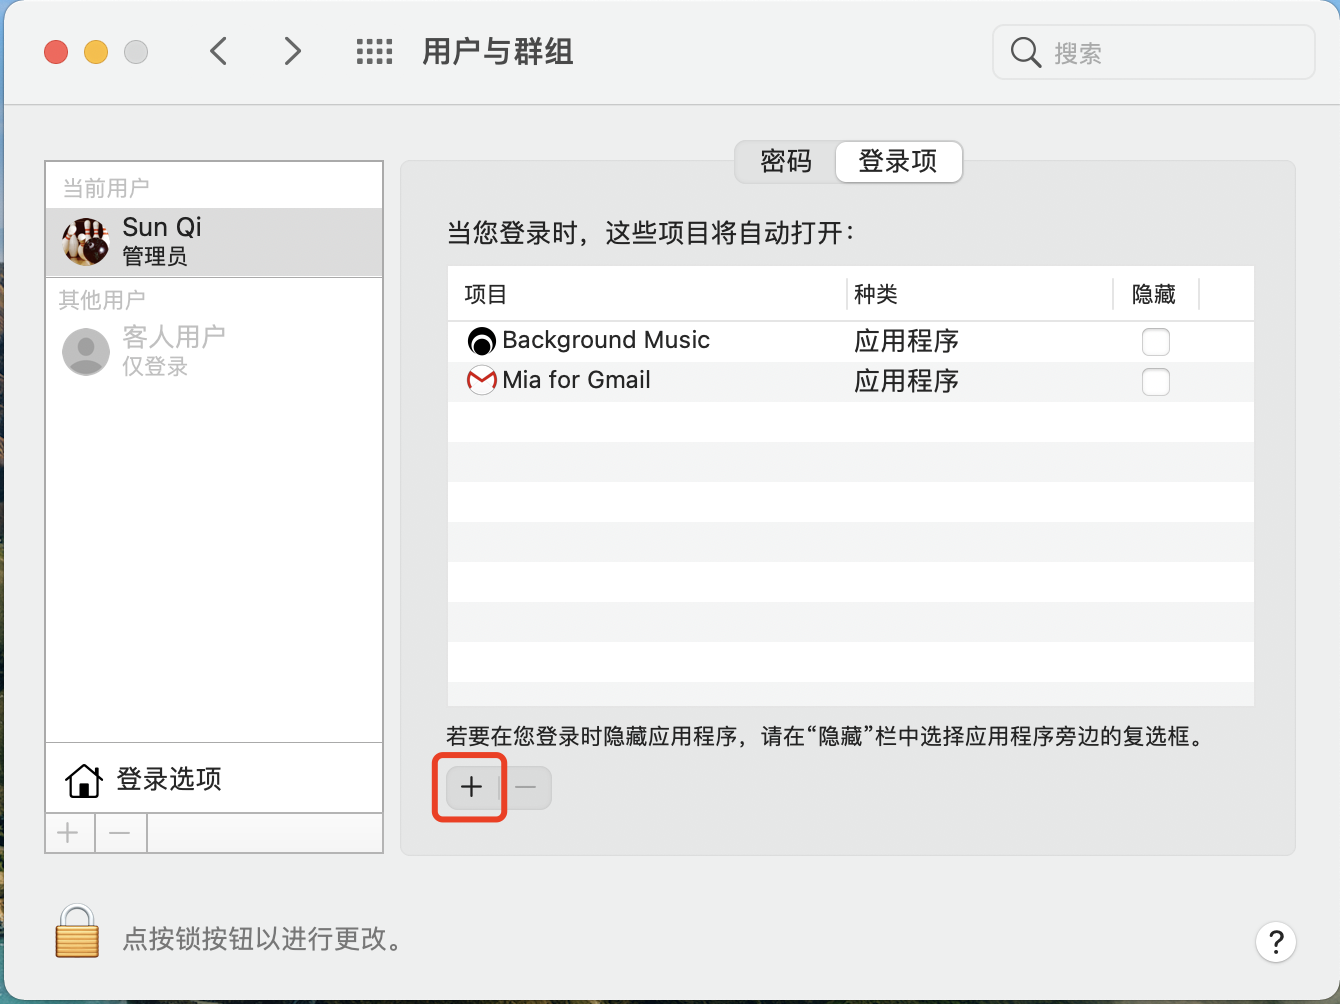 用户与群组
搜索
密码
登录项
当前用户
Sun Qi
管理员
其他用户
客人用户
仅登录
登录选项
当您登录时，这些项目将自动打开：
项目 种类 隐藏
Background Music 应用程序
Mia for Gmail 应用程序
若要在您登录时隐藏应用程序，请在“隐藏”栏中选择应用程序旁边的复选框。
点按锁按钮以进行更改。
?